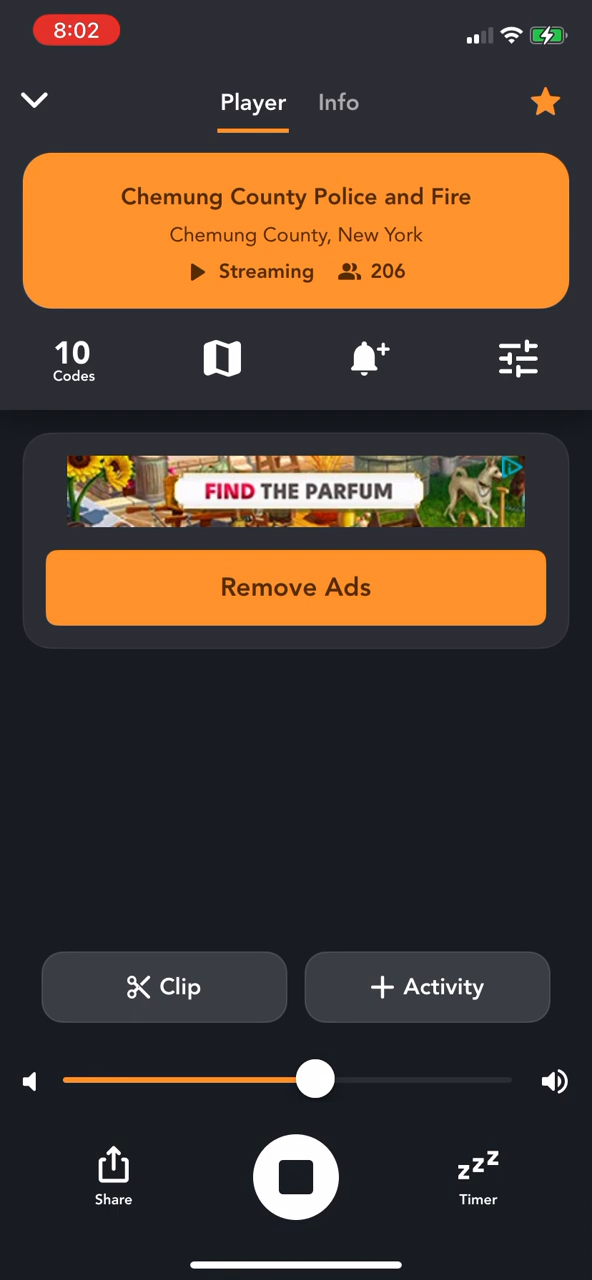 8:02
Player Info
Chemung County Police and Fire
Chemung County, New York
Streaming 206
10
Codes
FIND THE PARFUM
Remove Ads
Clip
Activity
zzz
Share
Timer